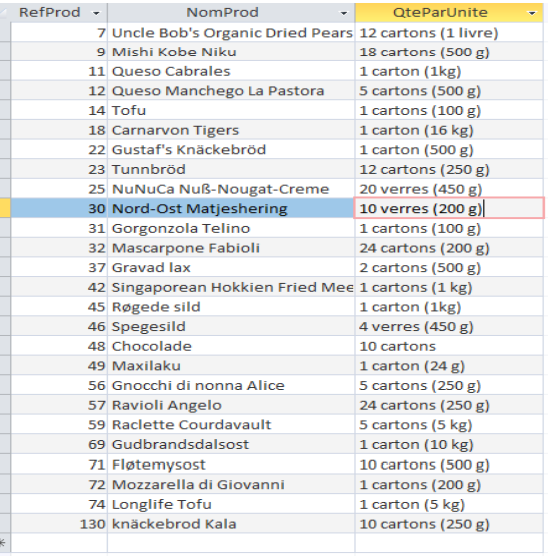 RefProd NomProd QteParUnite
7 Uncle Bob's Organic Dried Pears 12 cartons (1 livre)
9 Mishi Kobe Niku 18 cartons (500 g)
11 Queso Cabrales 1 carton (1kg)
12 Queso Manchego La Pastora 5 cartons (500 g)
14 Tofu 1 cartons (100 g)
18 Carnarvon Tigers 1 carton (16 kg)
22 Gustaf's Knäckebröd 1 carton (500 g)
23 Tunnbröd 12 cartons (250 g)
25 NuNuCa Nuß-Nougat-Creme 20 verres (450 g)
30 Nord-Ost Matjeshering 10 verres (200 g)
31 Gorgonzola Telino 1 cartons (100 g)
32 Mascarpone Fabioli 24 cartons (200 g)
37 Gravad lax 2 cartons (500 g)
42 Singaporean Hokkien Fried Mee 1 cartons (1 kg)
45 Røgede sild 1 carton (1kg)
46 Spegesild 4 verres (450 g)
48 Chocolade 10 cartons
49 Maxilaku 1 carton (24 g)
56 Gnocchi di nonna Alice 5 cartons (250 g)
57 Ravioli Angelo 24 cartons (250 g)
59 Raclette Courdavault 5 cartons (5 kg)
69 Gudbrandsdalsost 1 carton (10 kg)
71 Fløtemysost 10 cartons (500 g)
72 Mozzarella di Giovanni 1 cartons (200 g)
74 Longlife Tofu 1 carton (5 kg)
130 knäckebrod Kala 10 cartons (250 g)